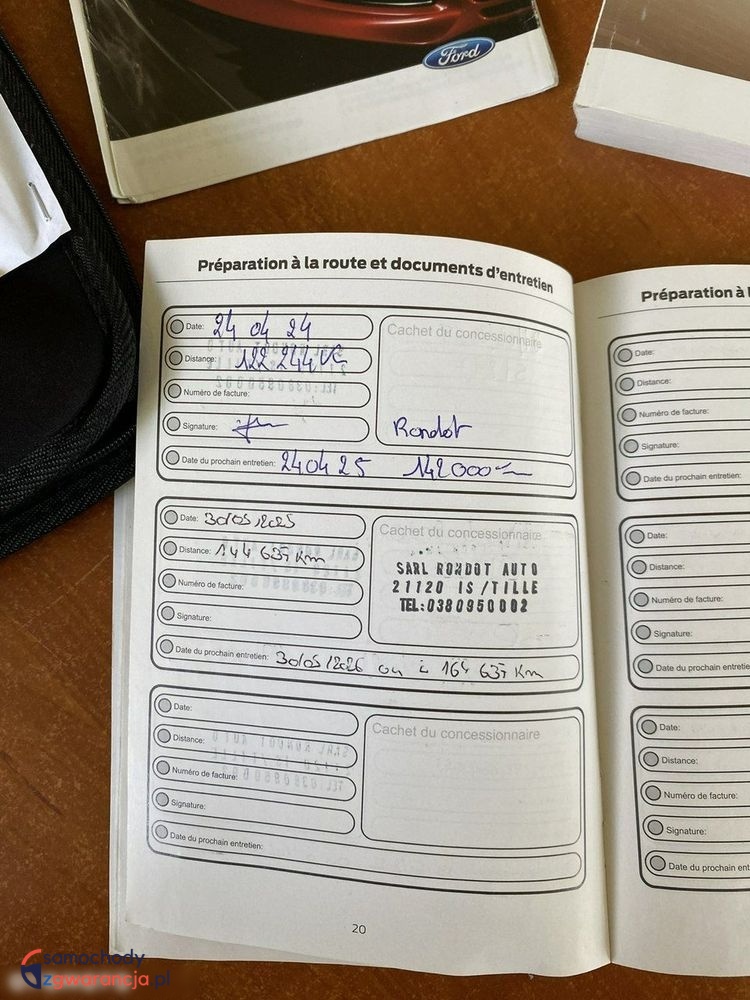 Ford
Préparation à la route et documents d'entretien
Date: 24 04 24
Cachet du concessionnaire
Distance: 122 244 K
Numéro de facture:
Signature:
Rondot
Date du prochain entretien: 24 04 25 142 000
Date: 30/05/2025
Cachet du concessionnaire
Distance: 144 637 Km
SARL RONDOT AUTO
21120 IS/TILLE
TEL:0380950002
Numéro de facture:
Signature:
Date du prochain entretien: 30/05/2026 ou à 164 637 Km
Date:
Cachet du concessionnaire
Distance:
Numéro de facture:
Signature:
Date du prochain entretien:
20
Préparation à l
Date:
Distance:
Numéro de facture:
Signature:
Date du prochain entretien:
Date:
Distance:
Numéro de facture:
Signature:
Date du prochain entretie
Date:
Distance:
Numéro de facture:
Signature:
Date du prochain ent
samochody
zgwarancja.pl